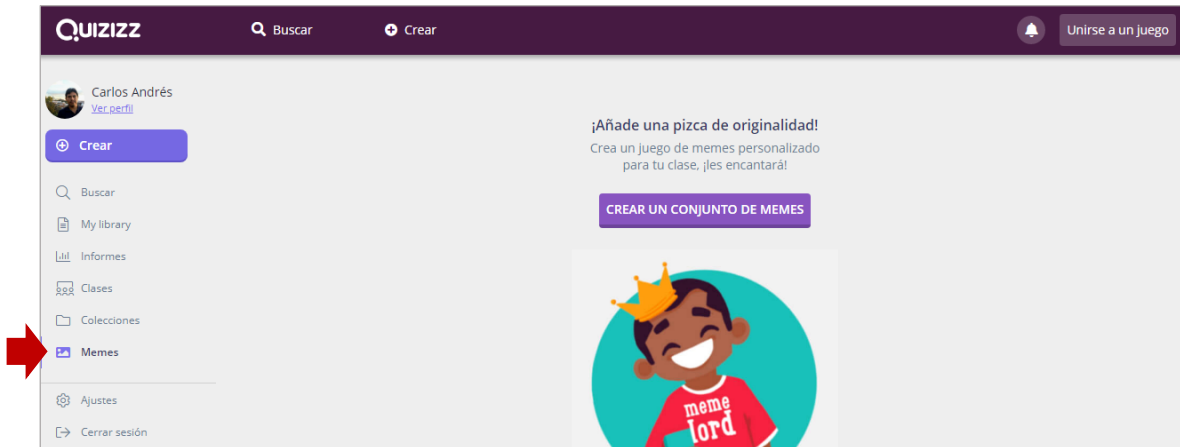 Quizizz
Buscar
Crear
Unirse a un juego
Carlos Andrés
Ver perfil
Crear
Buscar
My library
Informes
Clases
Colecciones
Memes
Ajustes
Cerrar sesión
¡Añade una pizca de originalidad!
Crea un juego de memes personalizado
para tu clase, ¡les encantará!
CREAR UN CONJUNTO DE MEMES
meme
lord